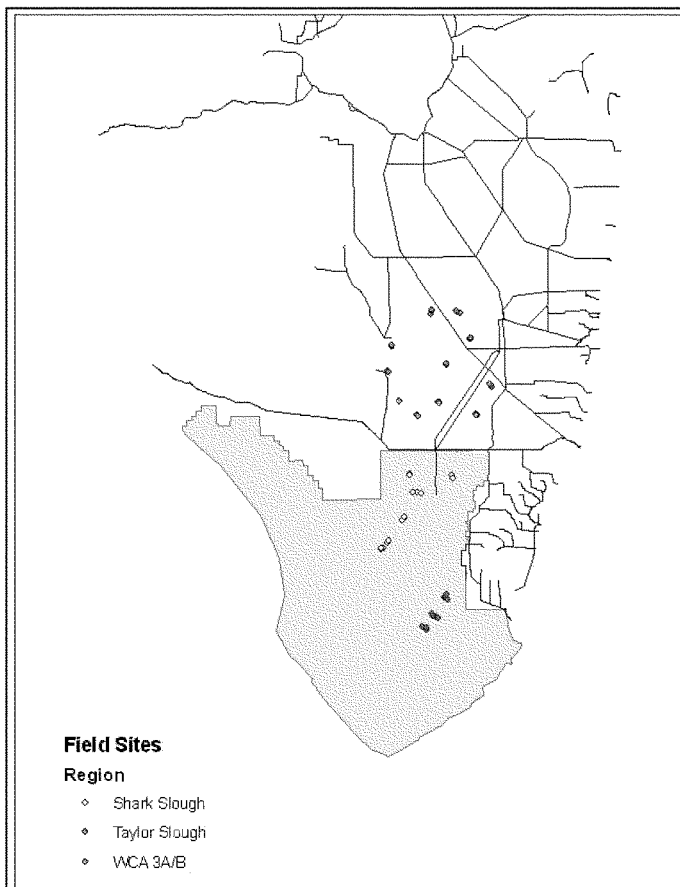 Field Sites
Region
Shark Slough
Taylor Slough
WCA 3A/B